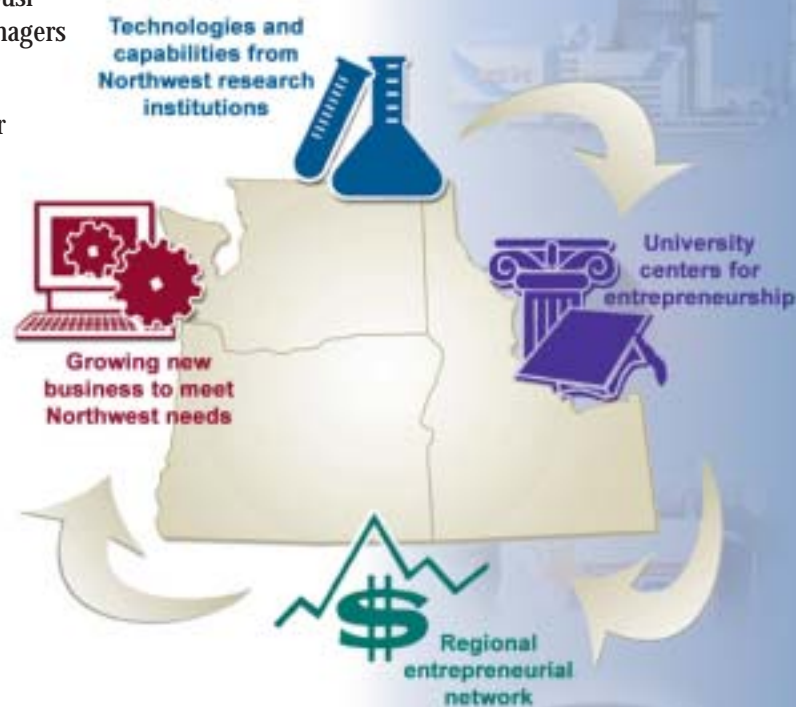 nagers
Technologies and
capabilities from
Northwest research
institutions
r
University
centers for
entrepreneurship
Growing new
business to meet
Northwest needs
$
Regional
entrepreneurial
network